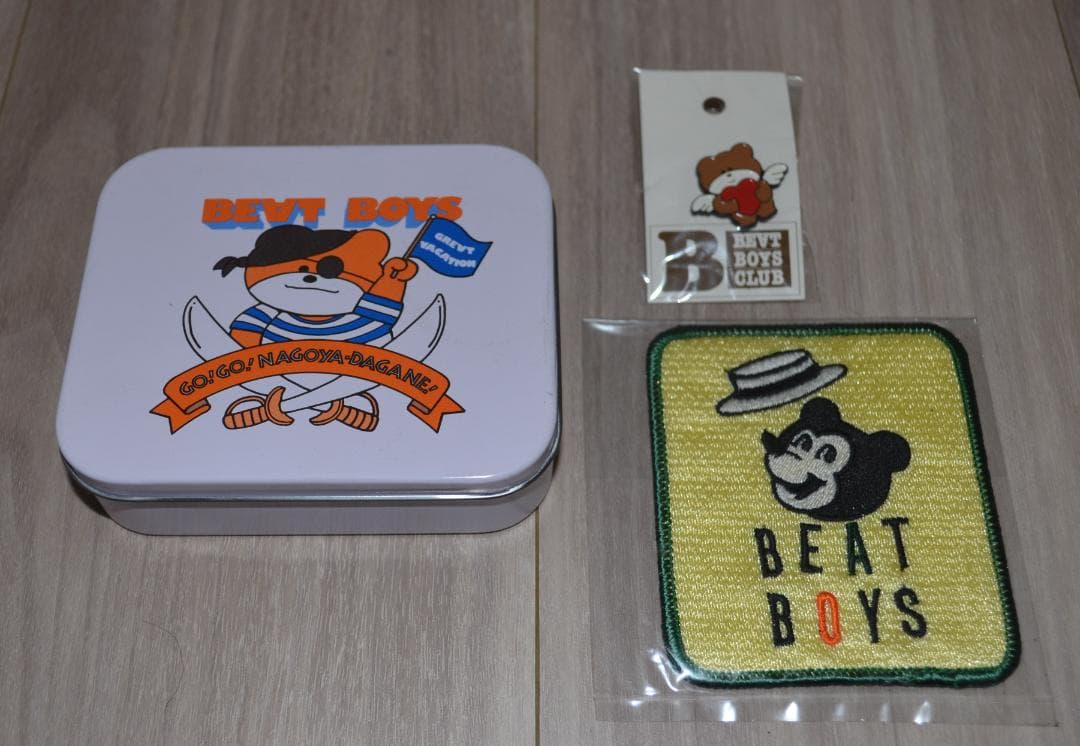 BEAT BOYS
GREAT
VACATION
GO! GO! NAGOYA-DAGANE!
B
BEAT
BOYS
CLUB
BEAT
BOYS